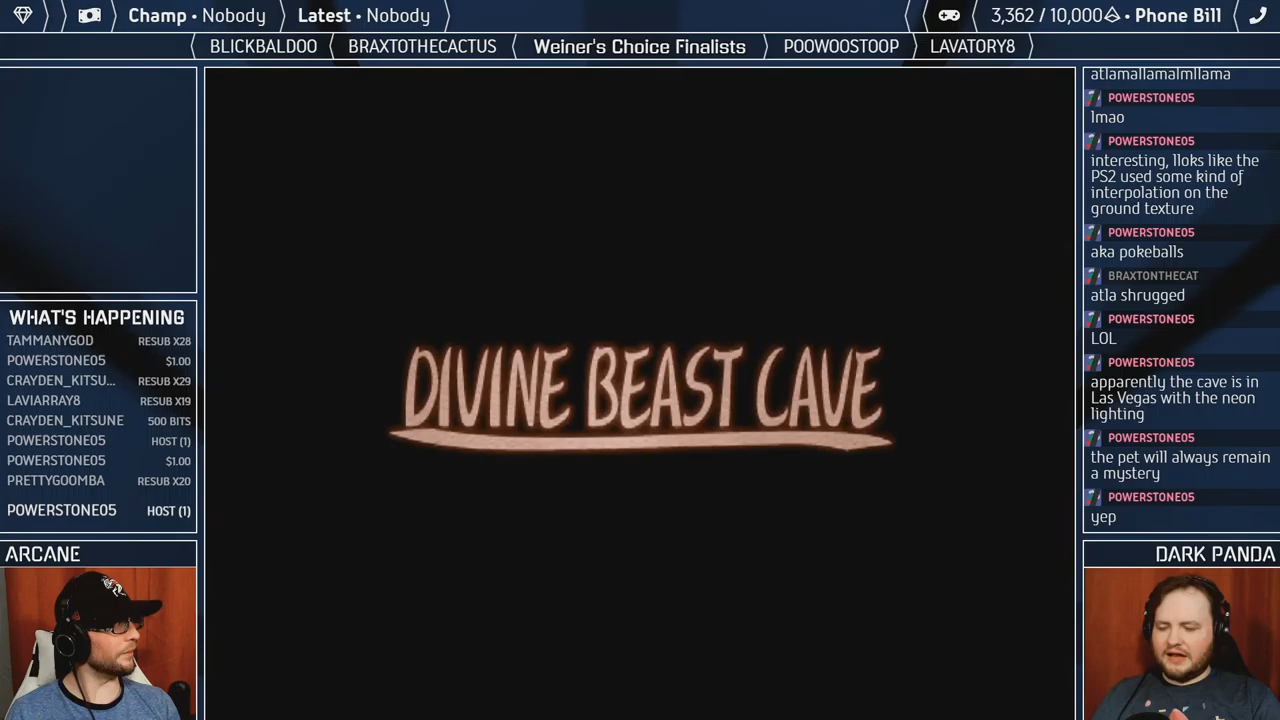 Champ • Nobody
Latest • Nobody
3,362 / 10,000 • Phone Bill
BLICKBALDOO
BRAXTOTHECACTUS
Weiner's Choice Finalists
POOWOOSTOOP
LAVATORY8
WHAT'S HAPPENING
TAMMANYGOD RESUB X28
POWERSTONE05 $1.00
CRAYDEN_KITSU... RESUB X29
LAVIARRAY8 RESUB X19
CRAYDEN_KITSUNE 500 BITS
POWERSTONE05 HOST (1)
POWERSTONE05 $1.00
PRETTYGOOMBA RESUB X20
POWERSTONE05 HOST (1)
ARCANE
DIVINE BEAST CAVE
atlamallamalmllama
POWERSTONE05
lmao
POWERSTONE05
interesting, lloks like the
PS2 used some kind of
interpolation on the
ground texture
POWERSTONE05
aka pokeballs
BRAXTONTHECAT
atla shrugged
POWERSTONE05
LOL
POWERSTONE05
apparently the cave is in
Las Vegas with the neon
lighting
POWERSTONE05
the pet will always remain
a mystery
POWERSTONE05
yep
DARK PANDA